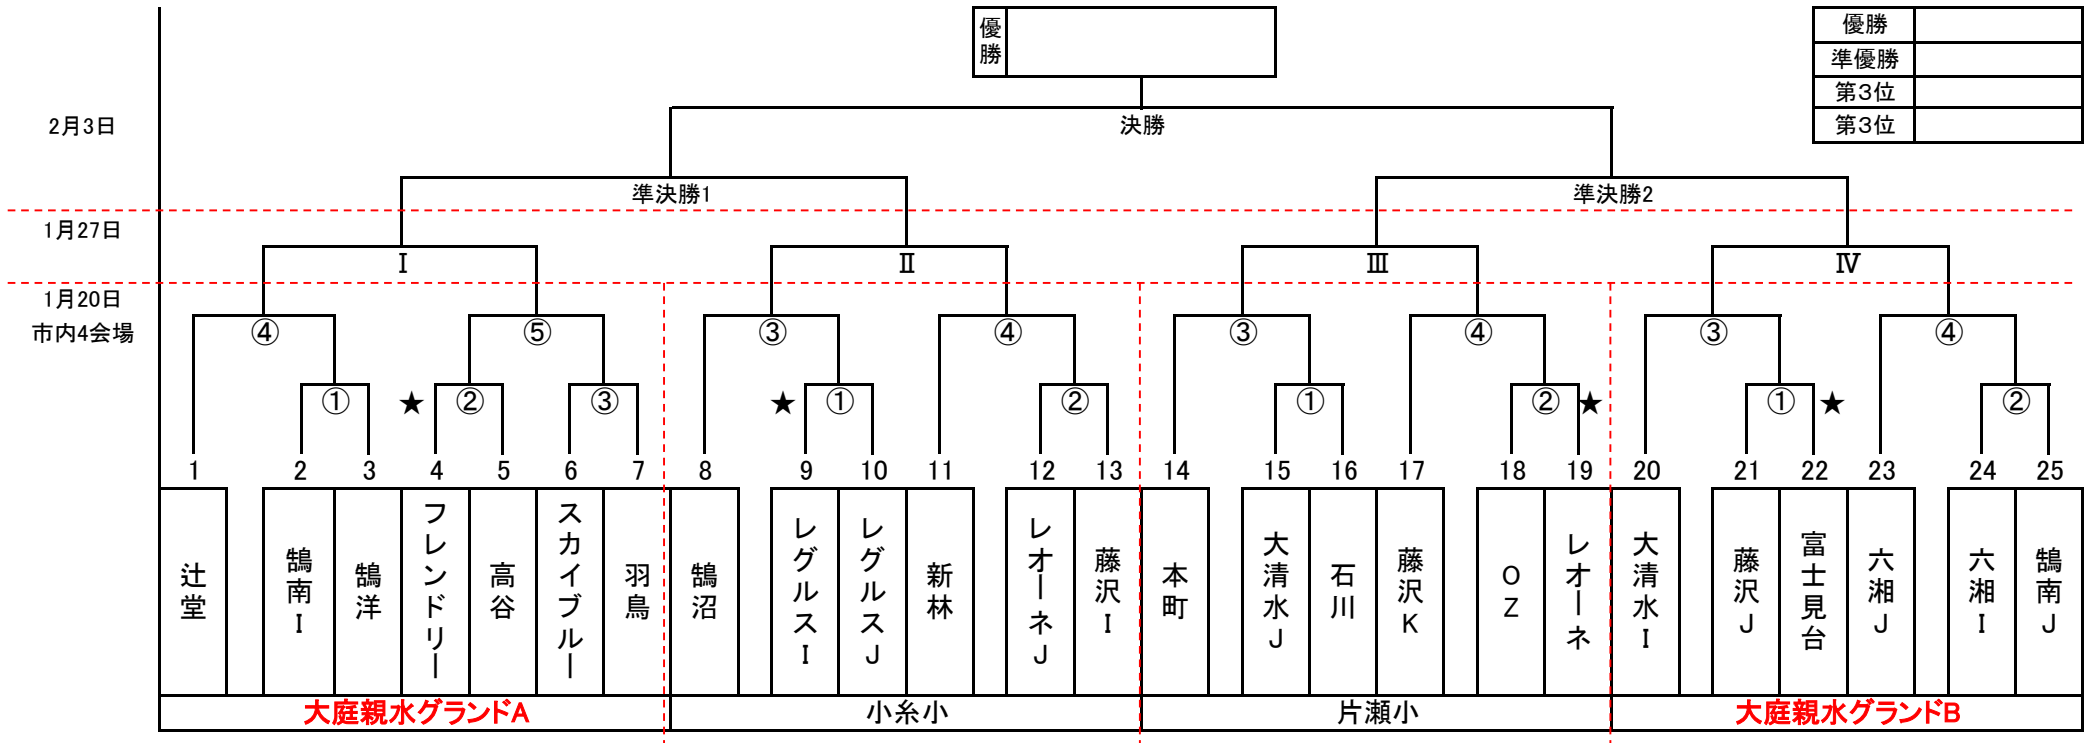 優勝
優勝
準優勝
第3位
第3位
2月3日
決勝
準決勝1
準決勝2
1月27日
Ⅰ
Ⅱ
Ⅲ
Ⅳ
1月20日
市内4会場
④
⑤
③
④
③
④
③
④
①
★
②
③
★
①
②
①
②
★
①
★
②
1
2
3
4
5
6
7
8
9
10
11
12
13
14
15
16
17
18
19
20
21
22
23
24
25
辻堂
鵠南I
鵠洋
フレンドリー
高谷
スカイブルー
羽鳥
鵠沼
レグルスI
レグルスJ
新林
レオーネJ
藤沢I
本町
大清水J
石川
藤沢K
OZ
レオーネ
大清水I
藤沢J
富士見台
六湘J
六湘I
鵠南J
大庭親水グランドA
小糸小
片瀬小
大庭親水グランドB